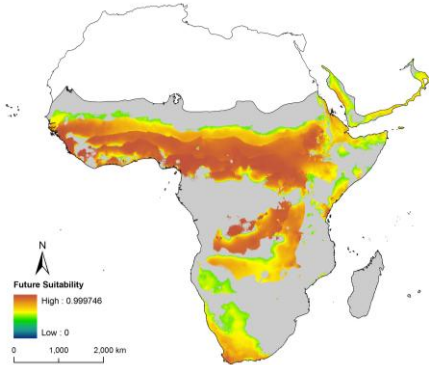 N
Future Suitability
High : 0.999746
Low : 0
0 1,000 2,000 km